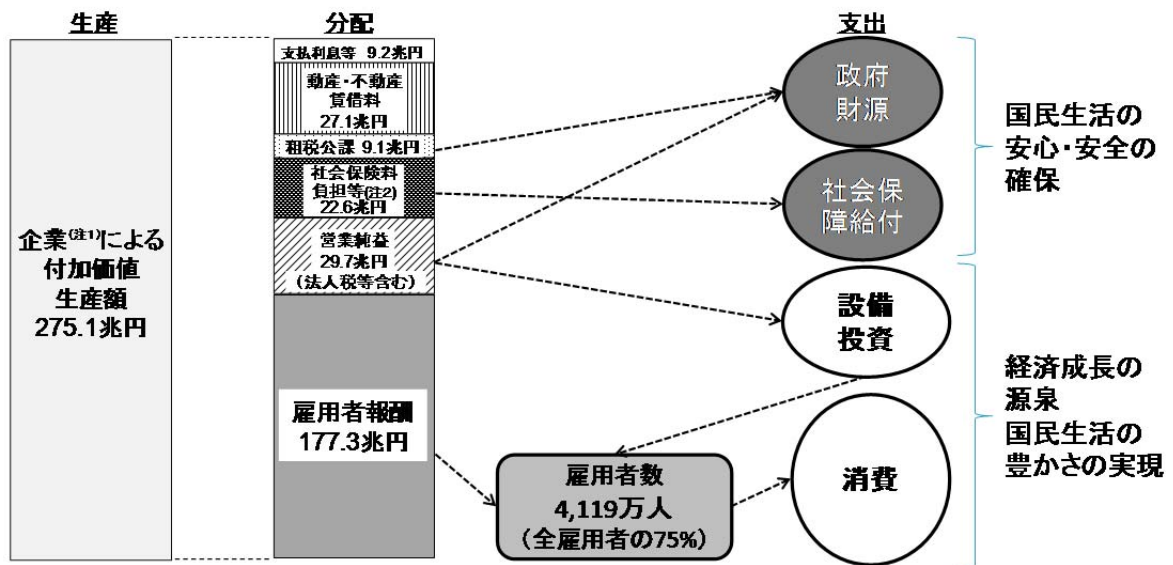 生産
企業(注1)による
付加価値
生産額
275.1兆円
分配
支払利息等 9.2兆円
動産・不動産
賃借料
27.1兆円
租税公課 9.1兆円
社会保険料
負担等(注2)
22.6兆円
営業純益
29.7兆円
(法人税等含む)
雇用者報酬
177.3兆円
雇用者数
4,119万人
(全雇用者の75%)
支出
政府
財源
社会保
障給付
設備
投資
消費
国民生活の
安心・安全の
確保
経済成長の
源泉
国民生活の
豊かさの実現